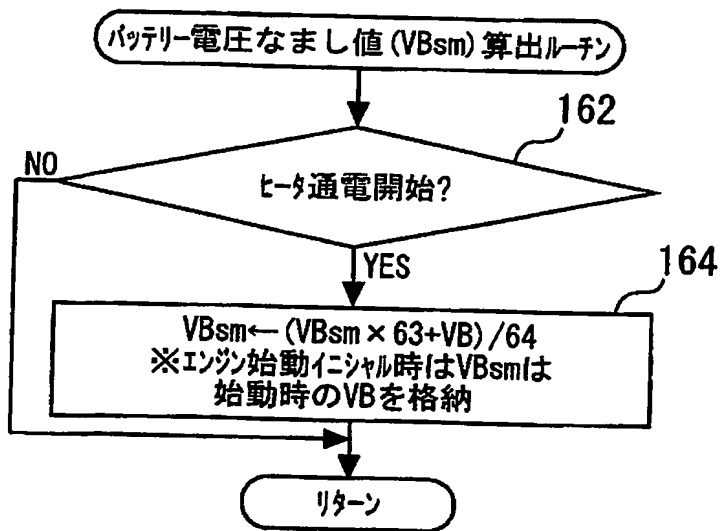 バッテリー電圧なまし値(VBsm)算出ルーチン
162
NO
ヒータ通電開始?
YES
164
VBsm←(VBsm×63+VB)/64
※エンジン始動イニシャル時はVBsmは
始動時のVBを格納
リターン